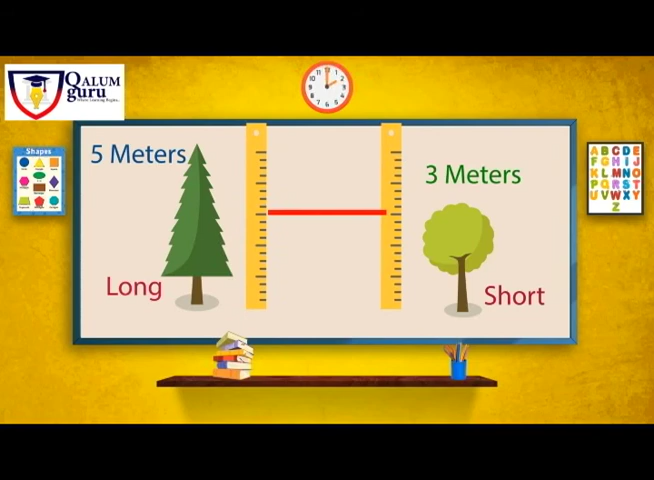 QALUM
guru
Where Learning Begins..
Shapes
5 Meters
3 Meters
Long
Short
A B C D E
F G H I J
K L M N O
P Q R S T
U V W X Y
Z